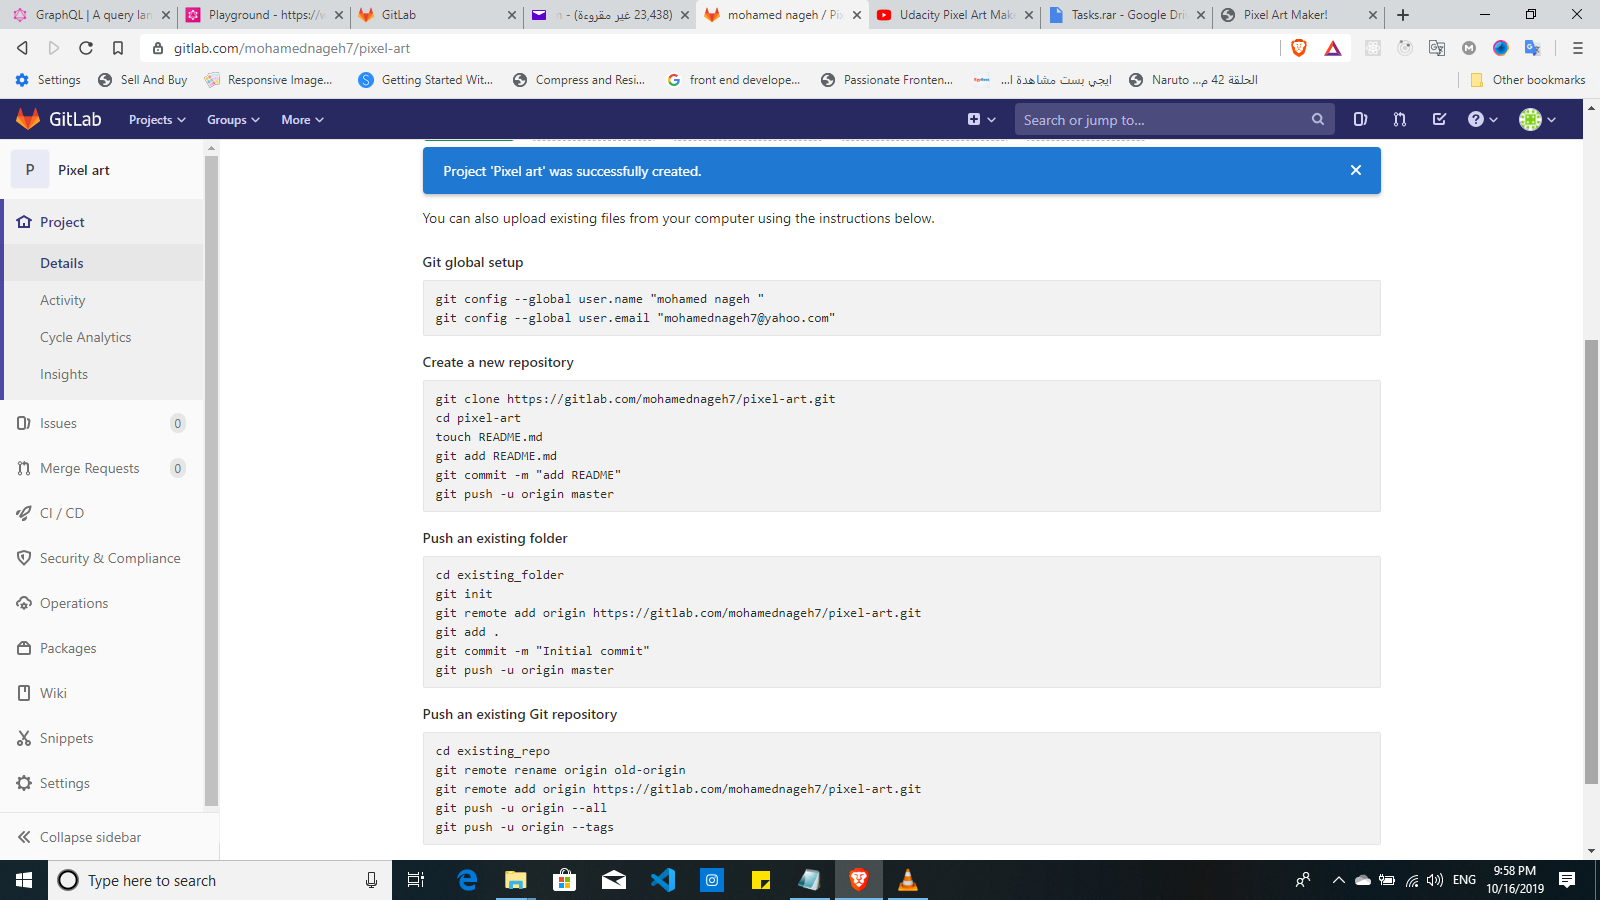 GraphQL | A query lan
Playground - https://w
GitLab
(23,438 غير مقروءة) - n
mohamed nageh / Pix
Udacity Pixel Art Make
Tasks.rar - Google Dri
Pixel Art Maker!
gitlab.com/mohamednageh7/pixel-art
Settings
Sell And Buy
Responsive Image...
Getting Started Wit...
Compress and Resi...
front end develope...
Passionate Fronten...
ايجي بست مشاهدة ا...
الحلقة 42 م... Naruto
Other bookmarks
GitLab
Projects
Groups
More
Search or jump to...
P
Pixel art
Project
Details
Activity
Cycle Analytics
Insights
Issues 0
Merge Requests 0
CI / CD
Security & Compliance
Operations
Packages
Wiki
Snippets
Settings
Collapse sidebar
Project 'Pixel art' was successfully created.
You can also upload existing files from your computer using the instructions below.
Git global setup
git config --global user.name "mohamed nageh "
git config --global user.email "mohamednageh7@yahoo.com"
Create a new repository
git clone https://gitlab.com/mohamednageh7/pixel-art.git
cd pixel-art
touch README.md
git add README.md
git commit -m "add README"
git push -u origin master
Push an existing folder
cd existing_folder
git init
git remote add origin https://gitlab.com/mohamednageh7/pixel-art.git
git add .
git commit -m "Initial commit"
git push -u origin master
Push an existing Git repository
cd existing_repo
git remote rename origin old-origin
git remote add origin https://gitlab.com/mohamednageh7/pixel-art.git
git push -u origin --all
git push -u origin --tags
Type here to search
ENG
9:58 PM
10/16/2019